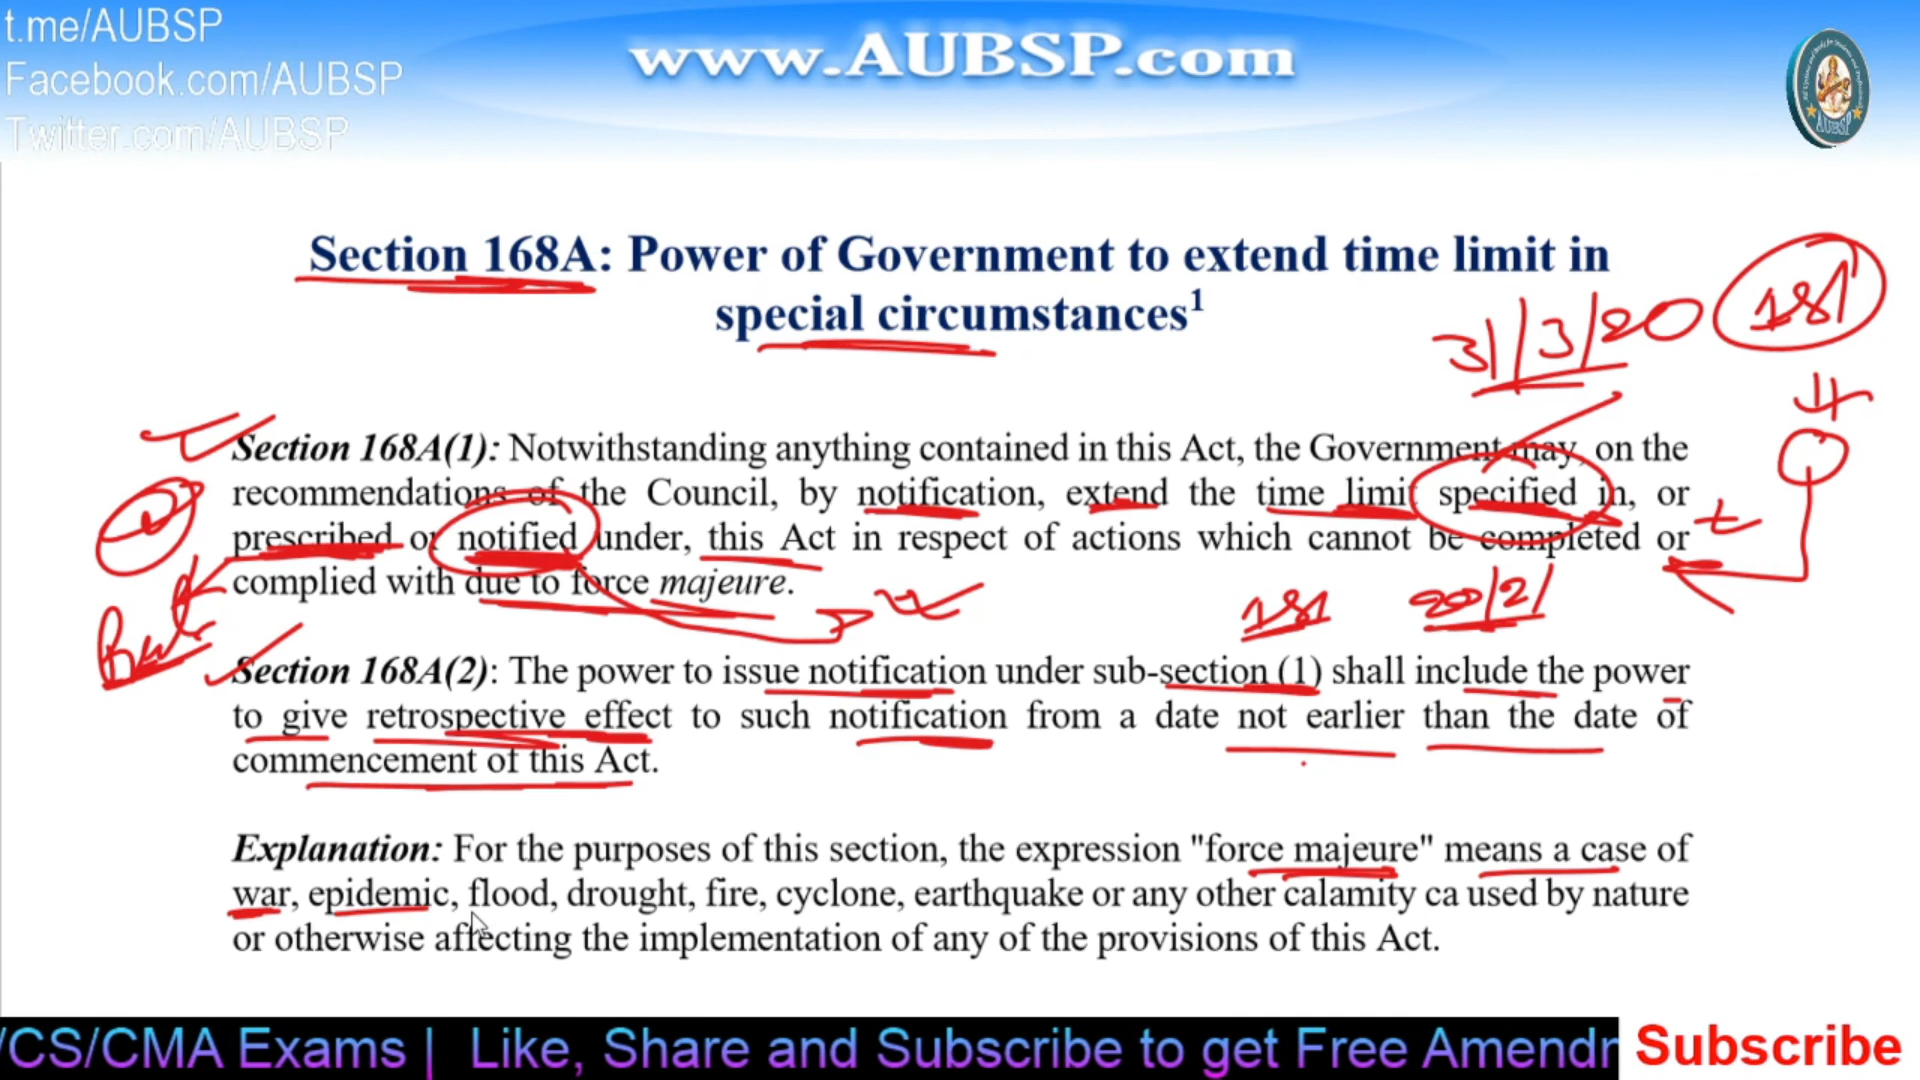 t.me/AUBSP
Facebook.com/AUBSP
Twitter.com/AUBSP
www.AUBSP.com
AUBSP
Section 168A: Power of Government to extend time limit in
special circumstances1
31/3/20
Section 168A(1): Notwithstanding anything contained in this Act, the Government may, on the
recommendations of the Council, by notification, extend the time limit specified in, or
prescribed or notified under, this Act in respect of actions which cannot be completed or
complied with due to force majeure.
Section 168A(2): The power to issue notification under sub-section (1) shall include the power
to give retrospective effect to such notification from a date not earlier than the date of
commencement of this Act.
Explanation: For the purposes of this section, the expression "force majeure" means a case of
war, epidemic, flood, drought, fire, cyclone, earthquake or any other calamity ca used by nature
or otherwise affecting the implementation of any of the provisions of this Act.
/CS/CMA Exams | Like, Share and Subscribe to get Free Amendr
Subscribe